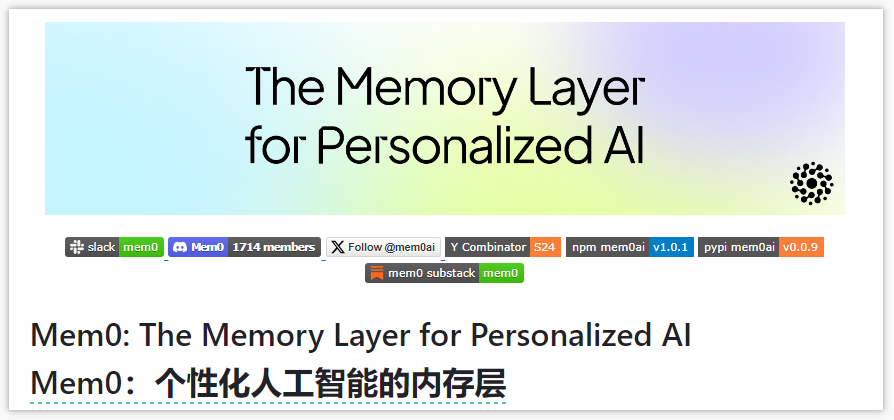 The Memory Layer
for Personalized AI
slack mem0 Mem0 1714 members Follow @mem0ai Y Combinator S24 npm mem0ai v1.0.1 pypi mem0ai v0.0.9
mem0 substack mem0
Mem0: The Memory Layer for Personalized AI
Mem0：个性化人工智能的内存层